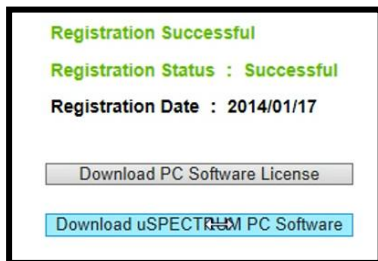 Registration Successful
Registration Status : Successful
Registration Date : 2014/01/17
Download PC Software License
Download uSPECTRUM PC Software